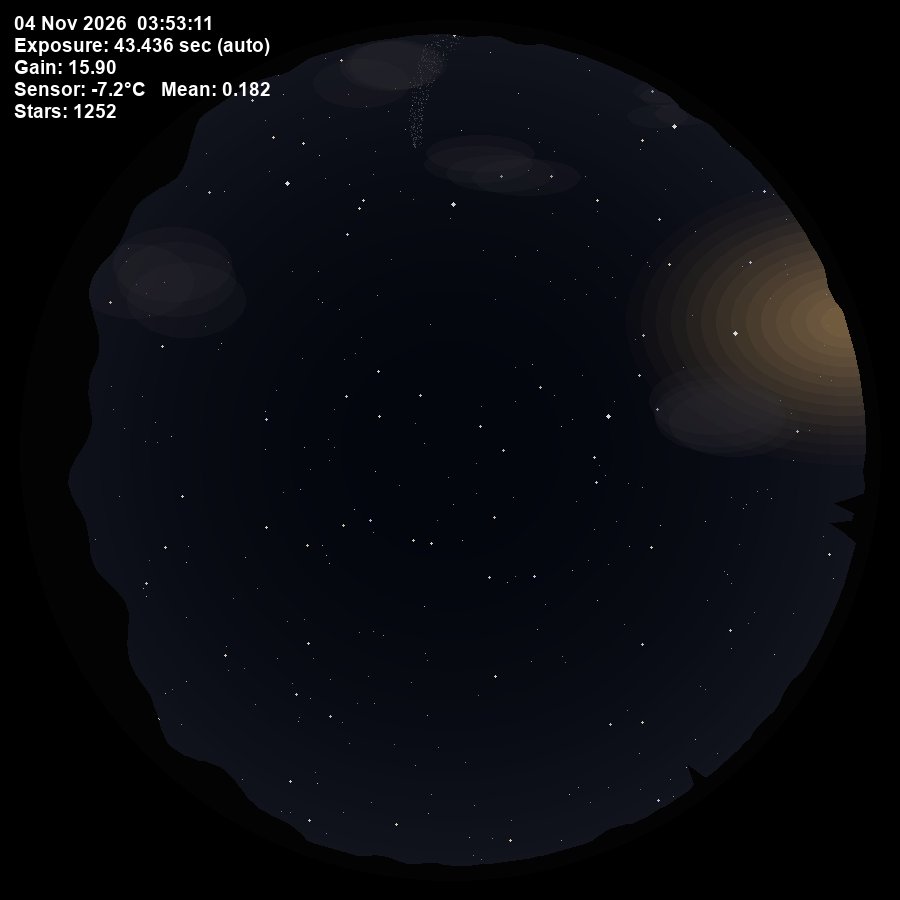 04 Nov 2026  03:53:11
Exposure: 43.436 sec (auto)
Gain: 15.90
Sensor: -7.2°C   Mean: 0.182
Stars: 1252